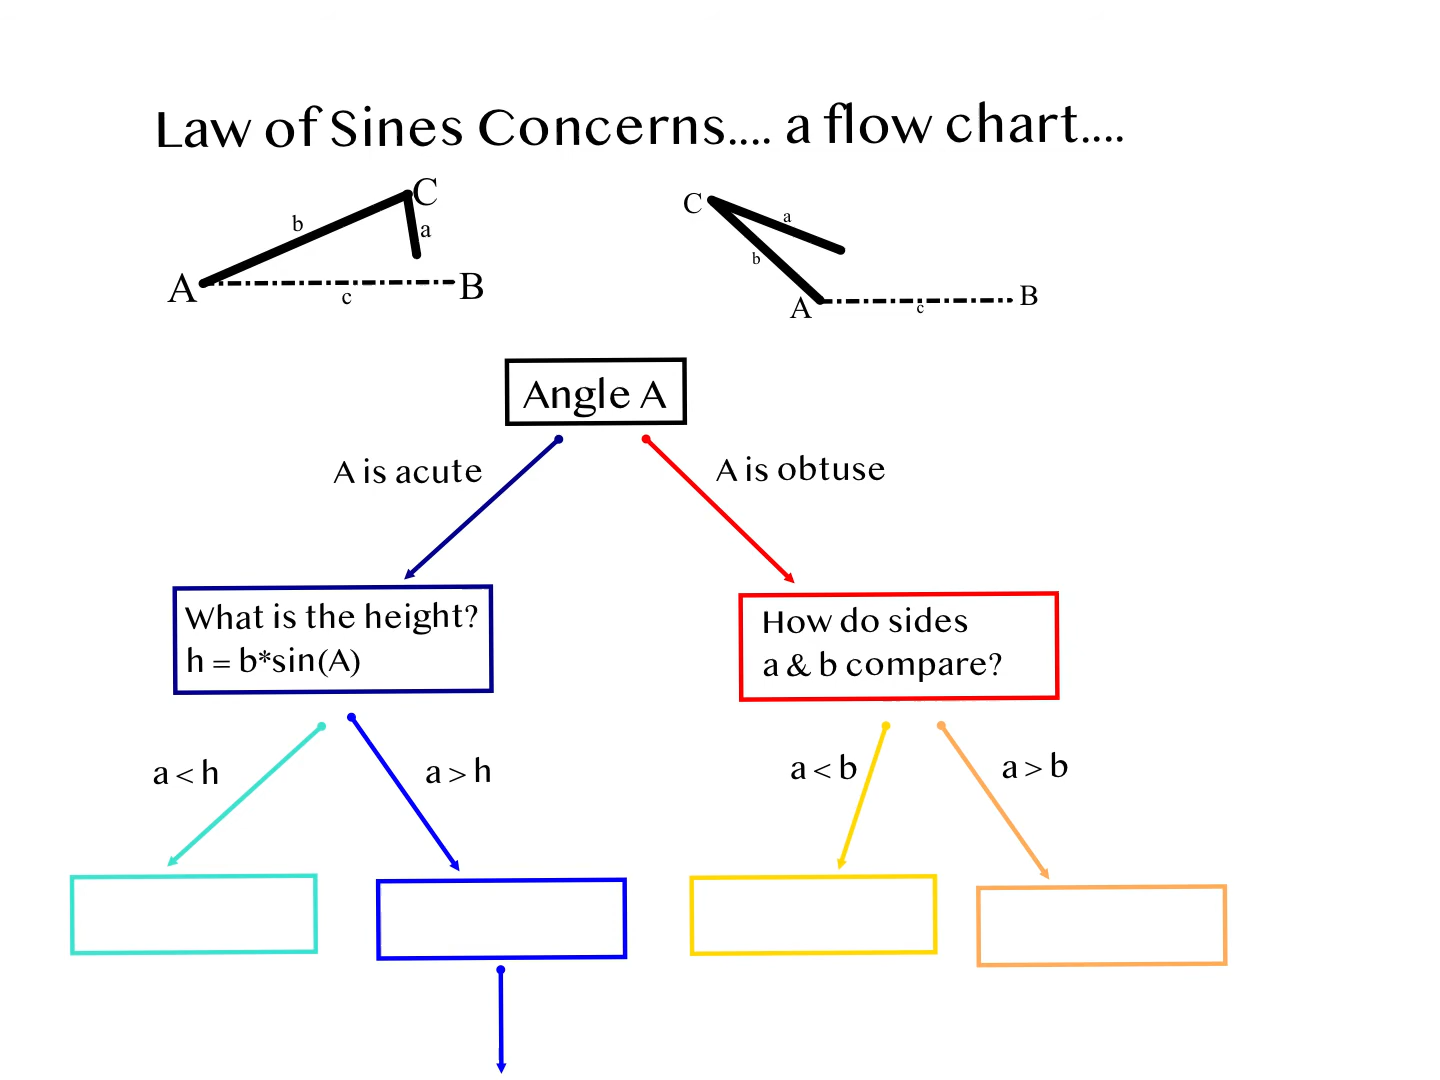 Law of Sines Concerns.... a flow chart....
C
b
a
A
c
B
C
a
b
A
c
B
Angle A
A is acute
A is obtuse
What is the height?
h = b*sin(A)
How do sides
a & b compare?
a < h
a > h
a < b
a > b